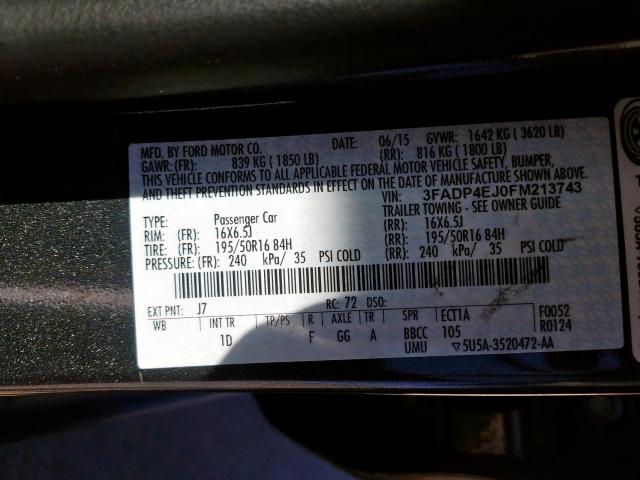 MFD. BY FORD MOTOR CO. DATE: 06/15 GVWR: 1642 KG ( 3620 LB)
GAWR: (FR): 839 KG ( 1850 LB) (RR): 816 KG ( 1800 LB)
THIS VEHICLE CONFORMS TO ALL APPLICABLE FEDERAL MOTOR VEHICLE SAFETY, BUMPER,
AND THEFT PREVENTION STANDARDS IN EFFECT ON THE DATE OF MANUFACTURE SHOWN ABOVE.
VIN: 3FADP4EJ0FM213743
TYPE: Passenger Car TRAILER TOWING - SEE OWNER GUIDE
RIM: (FR): 16X6.5J (RR): 16X6.5J
TIRE: (FR): 195/50R16 84H (RR): 195/50R16 84H
PRESSURE: (FR): 240 kPa/ 35 PSI COLD (RR): 240 kPa/ 35 PSI COLD
EXT PNT: J7 RC: 72 DSO:
WB INT TR TP/PS R AXLE TR SPR ECT1A F0052
1D F GG A BBCC 105 R0124
UMU ▽5U5A-3520472-AA